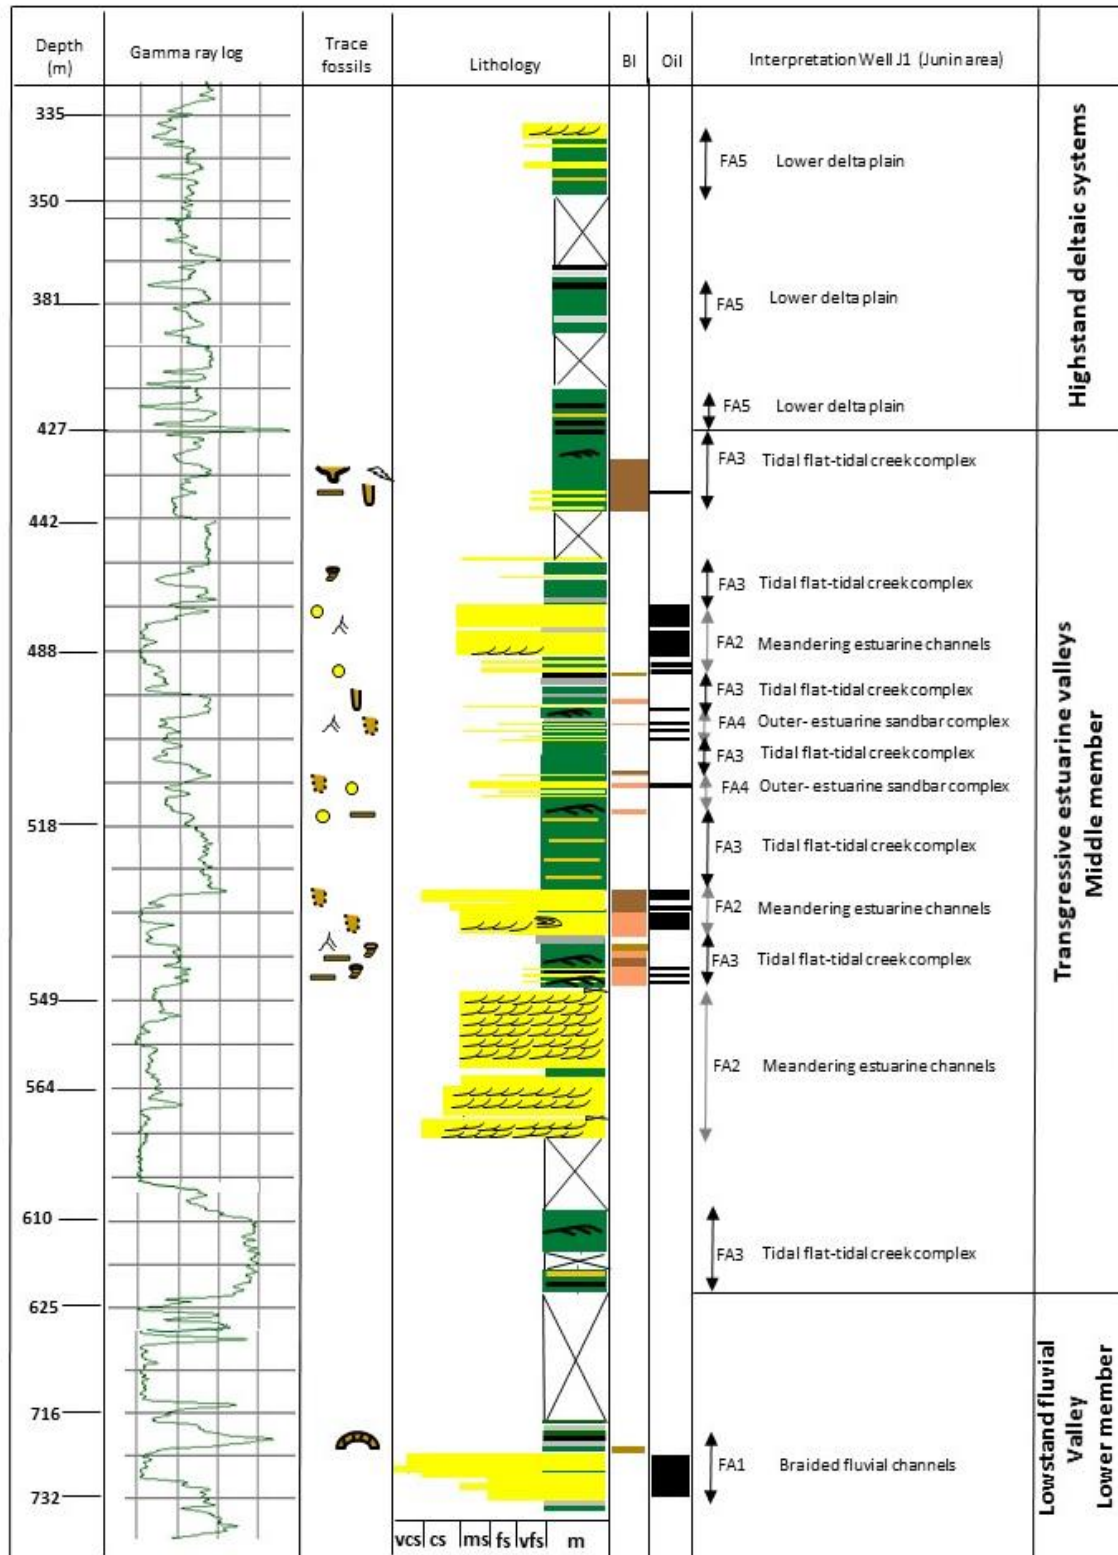 Depth
(m)
Gamma ray log
Trace
fossils
Lithology
BI
Oil
Interpretation Well J1 (Junin area)
335
FA5 Lower delta plain
350
381
FA5 Lower delta plain
FA5 Lower delta plain
427
Highstand deltaic systems
FA3 Tidal flat-tidal creek complex
442
FA3 Tidal flat-tidal creek complex
FA2 Meandering estuarine channels
488
FA3 Tidal flat-tidal creek complex
FA4 Outer- estuarine sandbar complex
FA3 Tidal flat-tidal creek complex
FA4 Outer- estuarine sandbar complex
518
FA3 Tidal flat-tidal creek complex
FA2 Meandering estuarine channels
FA3 Tidal flat-tidal creek complex
549
FA2 Meandering estuarine channels
564
610
FA3 Tidal flat-tidal creek complex
Transgressive estuarine valleys
Middle member
625
716
FA1 Braided fluvial channels
732
Lowstand fluvial
Valley
Lower member
vcs cs ms fs vfs m